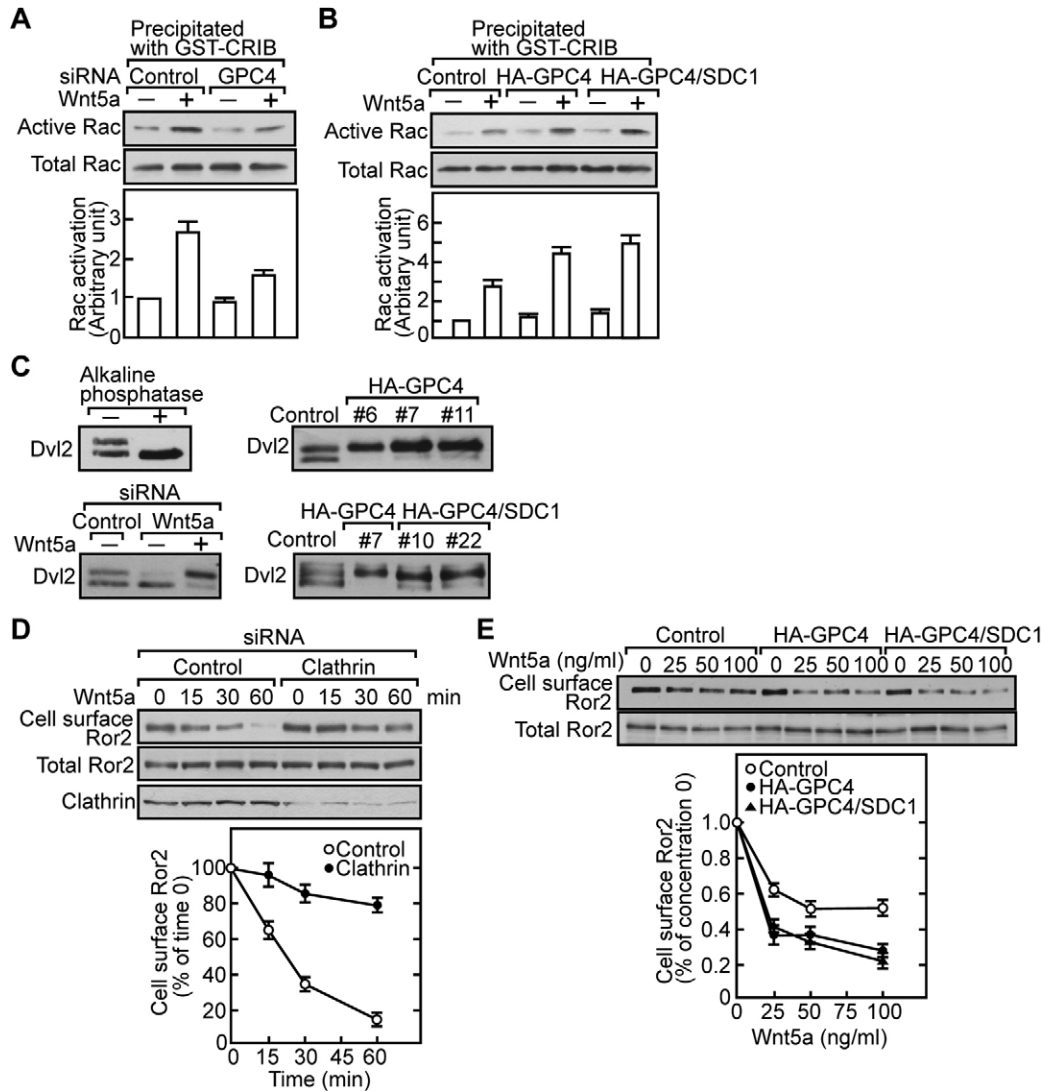 A
Precipitated
with GST-CRIB
siRNA Control GPC4
Wnt5a — + — +
Active Rac
Total Rac
Rac activation
(Arbitrary unit)
3
2
1
0
B
Precipitated
with GST-CRIB
Control HA-GPC4 HA-GPC4/SDC1
Wnt5a — + — + — +
Active Rac
Total Rac
Rac activation
(Arbitary unit)
6
4
2
0
C
Alkaline
phosphatase
— +
Dvl2
HA-GPC4
Control #6 #7 #11
Dvl2
siRNA
Control Wnt5a
Wnt5a — — +
Dvl2
HA-GPC4 HA-GPC4/SDC1
Control #7 #10 #22
Dvl2
D
siRNA
Control Clathrin
Wnt5a 0 15 30 60 0 15 30 60 min
Cell surface
Ror2
Total Ror2
Clathrin
Cell surface Ror2
(% of time 0)
Control
Clathrin
100
80
60
40
20
0
0 15 30 45 60
Time (min)
E
Control HA-GPC4 HA-GPC4/SDC1
Wnt5a (ng/ml) 0 25 50 100 0 25 50 100 0 25 50 100
Cell surface
Ror2
Total Ror2
Cell surface Ror2
(% of concentration 0)
Control
HA-GPC4
HA-GPC4/SDC1
1.0
0.8
0.6
0.4
0.2
0
0 25 50 75 100
Wnt5a (ng/ml)